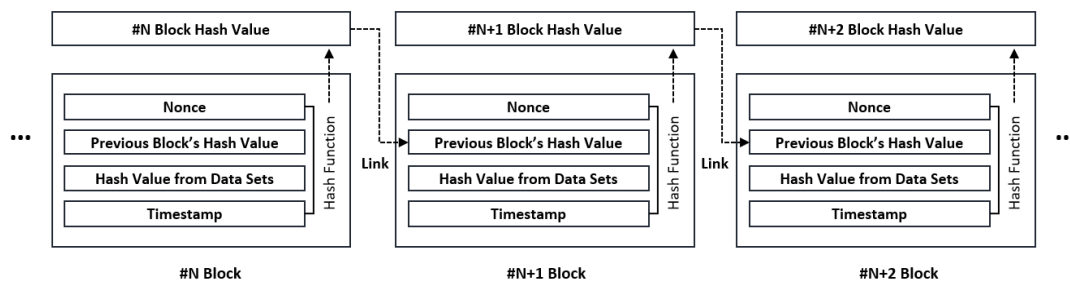 #N Block Hash Value
#N+1 Block Hash Value
#N+2 Block Hash Value
Nonce
Previous Block's Hash Value
Hash Value from Data Sets
Timestamp
Hash Function
Link
Nonce
Previous Block's Hash Value
Hash Value from Data Sets
Timestamp
Hash Function
Link
Nonce
Previous Block's Hash Value
Hash Value from Data Sets
Timestamp
Hash Function
...
..
#N Block
#N+1 Block
#N+2 Block